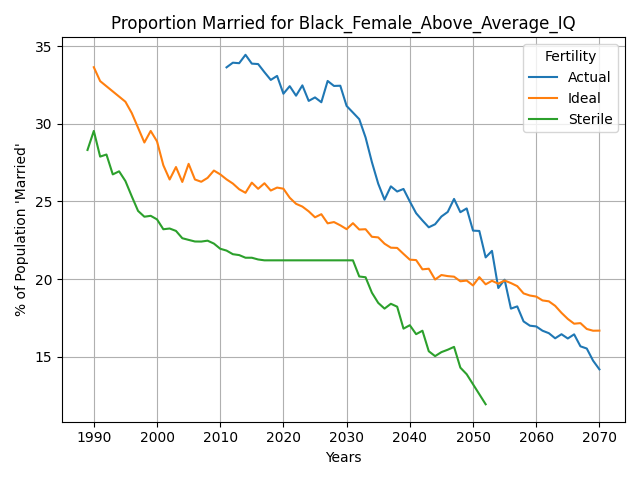 Proportion Married for Black_Female_Above_Average_IQ
% of Population 'Married'
35
30
25
20
15
Fertility
Actual
Ideal
Sterile
1990 2000 2010 2020 2030 2040 2050 2060 2070
Years